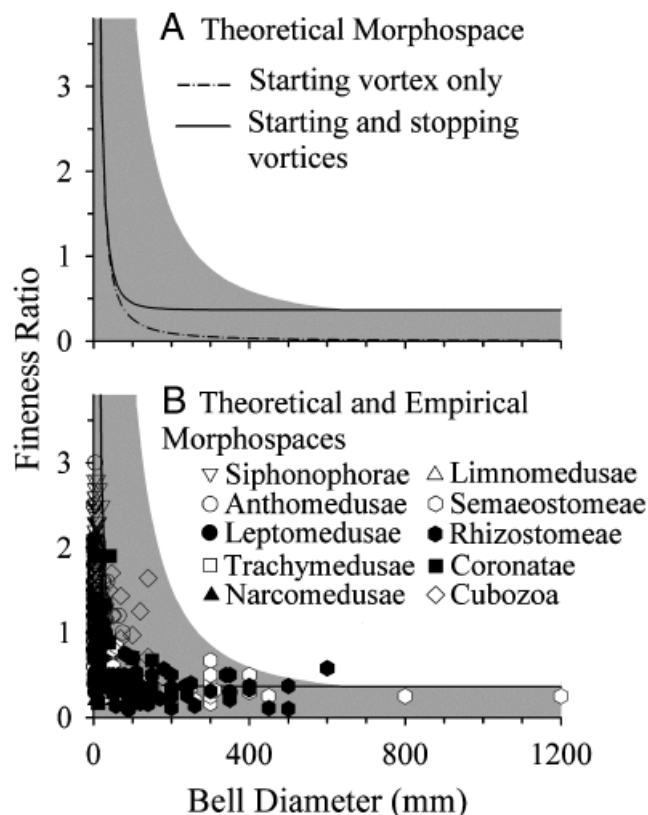 A Theoretical Morphospace
Starting vortex only
Starting and stopping
vortices
3
2
1
0
Fineness Ratio
B Theoretical and Empirical
Morphospaces
Siphonophorae
Limnomedusae
Anthomedusae
Semaeostomeae
Leptomedusae
Rhizostomeae
Trachymedusae
Coronatae
Narcomedusae
Cubozoa
3
2
1
0
0 400 800 1200
Bell Diameter (mm)